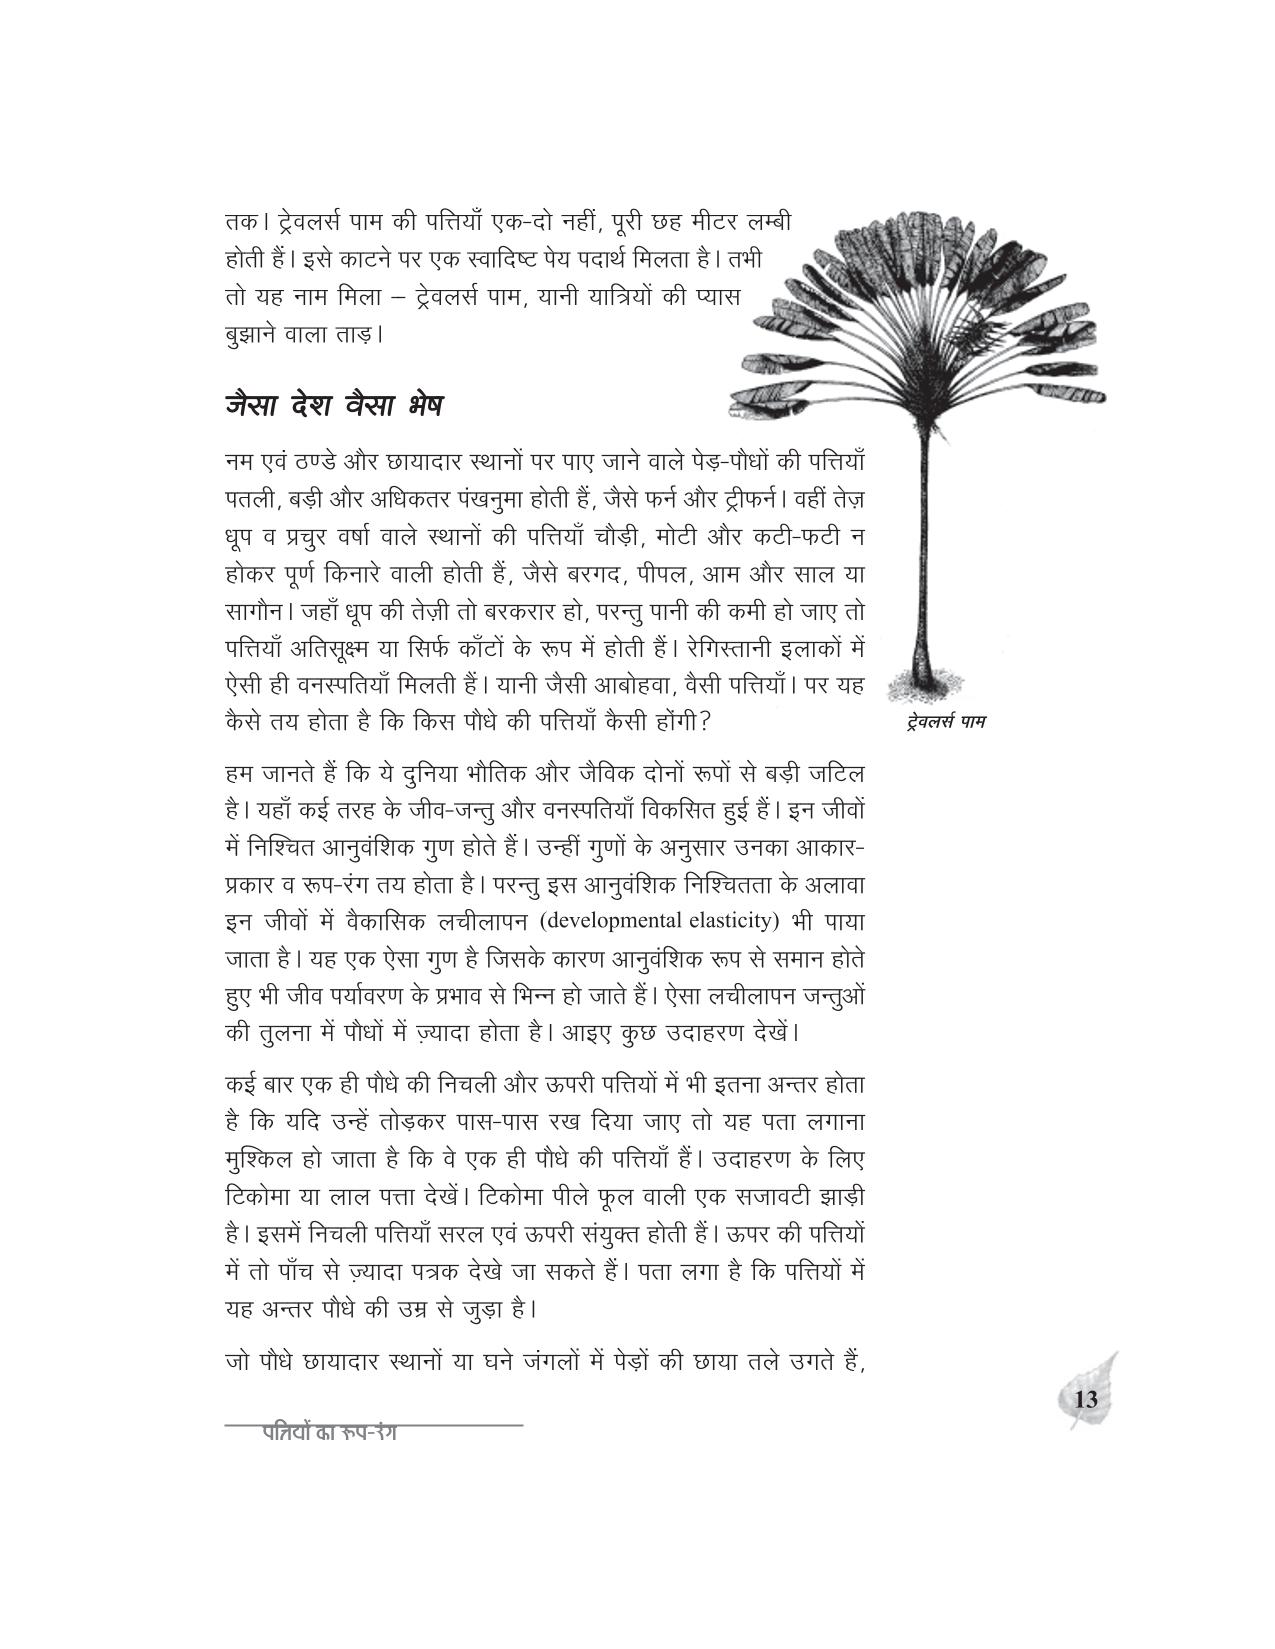 तक। ट्रेवलर्स पाम की पत्तियाँ एक-दो नहीं, पूरी छह मीटर लम्बी
होती हैं। इसे काटने पर एक स्वादिष्ट पेय पदार्थ मिलता है। तभी
तो यह नाम मिला – ट्रेवलर्स पाम, यानी यात्रियों की प्यास
बुझाने वाला ताड़।
जैसा देश वैसा भेष
नम एवं ठण्डे और छायादार स्थानों पर पाए जाने वाले पेड़-पौधों की पत्तियाँ
पतली, बड़ी और अधिकतर पंखनुमा होती हैं, जैसे फर्न और ट्रीफर्न। वहीं तेज़
धूप व प्रचुर वर्षा वाले स्थानों की पत्तियाँ चौड़ी, मोटी और कटी-फटी न
होकर पूर्ण किनारे वाली होती हैं, जैसे बरगद, पीपल, आम और साल या
सागौन। जहाँ धूप की तेज़ी तो बरकरार हो, परन्तु पानी की कमी हो जाए तो
पत्तियाँ अतिसूक्ष्म या सिर्फ काँटों के रूप में होती हैं। रेगिस्तानी इलाकों में
ऐसी ही वनस्पतियाँ मिलती हैं। यानी जैसी आबोहवा, वैसी पत्तियाँ। पर यह
कैसे तय होता है कि किस पौधे की पत्तियाँ कैसी होंगी?
ट्रेवलर्स पाम
हम जानते हैं कि ये दुनिया भौतिक और जैविक दोनों रूपों से बड़ी जटिल
है। यहाँ कई तरह के जीव-जन्तु और वनस्पतियाँ विकसित हुई हैं। इन जीवों
में निश्चित आनुवंशिक गुण होते हैं। उन्हीं गुणों के अनुसार उनका आकार-
प्रकार व रूप-रंग तय होता है। परन्तु इस आनुवंशिक निश्चितता के अलावा
इन जीवों में वैकासिक लचीलापन (developmental elasticity) भी पाया
जाता है। यह एक ऐसा गुण है जिसके कारण आनुवंशिक रूप से समान होते
हुए भी जीव पर्यावरण के प्रभाव से भिन्न हो जाते हैं। ऐसा लचीलापन जन्तुओं
की तुलना में पौधों में ज़्यादा होता है। आइए कुछ उदाहरण देखें।
कई बार एक ही पौधे की निचली और ऊपरी पत्तियों में भी इतना अन्तर होता
है कि यदि उन्हें तोड़कर पास-पास रख दिया जाए तो यह पता लगाना
मुश्किल हो जाता है कि वे एक ही पौधे की पत्तियाँ हैं। उदाहरण के लिए
टिकोमा या लाल पत्ता देखें। टिकोमा पीले फूल वाली एक सजावटी झाड़ी
है। इसमें निचली पत्तियाँ सरल एवं ऊपरी संयुक्त होती हैं। ऊपर की पत्तियों
में तो पाँच से ज़्यादा पत्रक देखे जा सकते हैं। पता लगा है कि पत्तियों में
यह अन्तर पौधे की उम्र से जुड़ा है।
जो पौधे छायादार स्थानों या घने जंगलों में पेड़ों की छाया तले उगते हैं,
13
पत्तियों का रूप-रंग